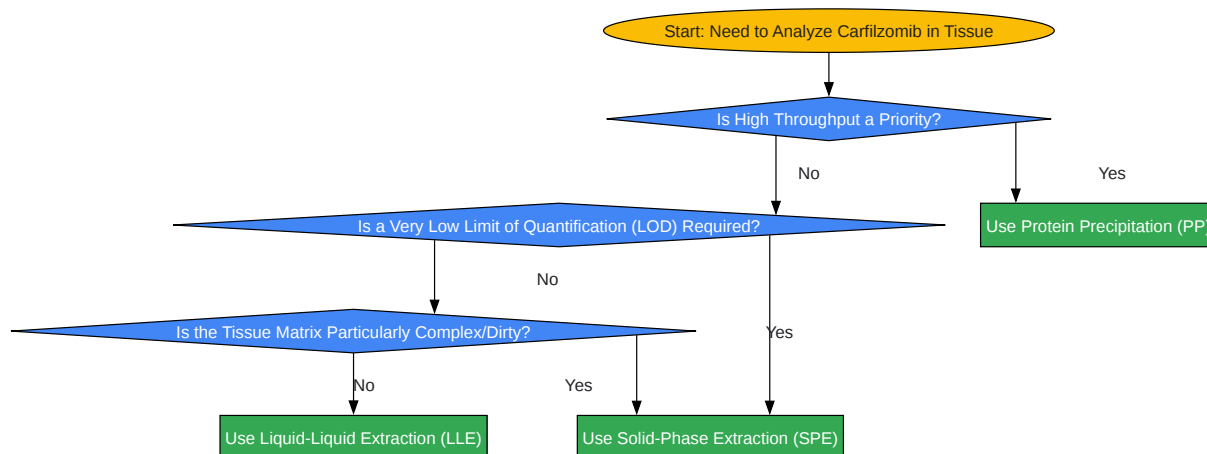 Start: Need to Analyze Carfilzomib in Tissue
Is High Throughput a Priority?
No
Yes
Is a Very Low Limit of Quantification (LOD) Required?
Use Protein Precipitation (PP)
No
Is the Tissue Matrix Particularly Complex/Dirty?
Yes
No
Yes
Use Liquid-Liquid Extraction (LLE)
Use Solid-Phase Extraction (SPE)